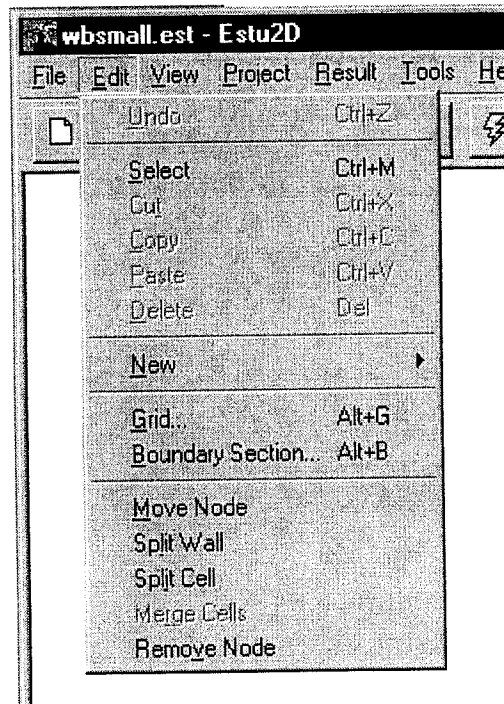 wbsmall.est - Estu2D
File Edit View Project Result Tools He
Undo Ctrl+Z
Select Ctrl+M
Cut Ctrl+X
Copy Ctrl+C
Paste Ctrl+V
Delete Del
New
Grid... Alt+G
Boundary Section... Alt+B
Move Node
Split Wall
Split Cell
Merge Cells
Remove Node